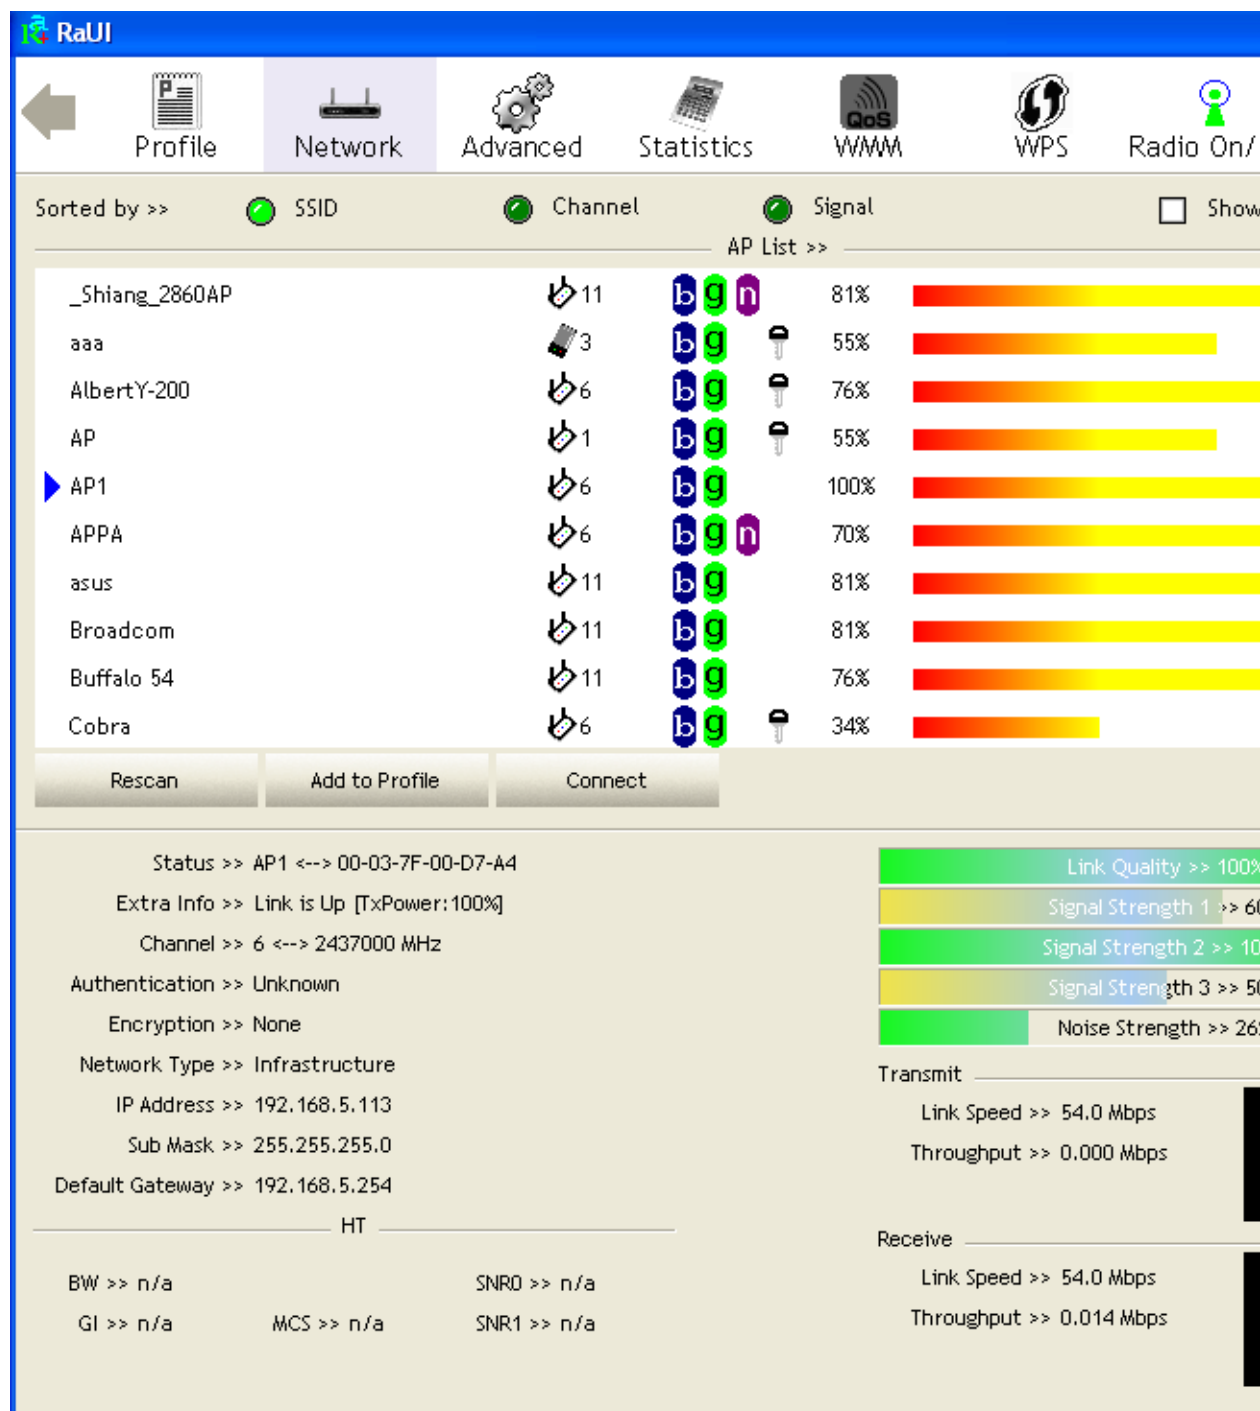 RaUI
Profile Network Advanced Statistics QoS WMM WPS Radio On/
Sorted by >> SSID Channel Signal Show
AP List >>
_Shiang_2860AP 11 b g n 81%
aaa 3 b g 55%
AlbertY-200 6 b g 76%
AP 1 b g 55%
AP1 6 b g 100%
APPA 6 b g n 70%
asus 11 b g 81%
Broadcom 11 b g 81%
Buffalo 54 11 b g 76%
Cobra 6 b g 34%
Rescan Add to Profile Connect
Status >> AP1 <--> 00-03-7F-00-D7-A4
Extra Info >> Link is Up [TxPower:100%]
Channel >> 6 <--> 2437000 MHz
Authentication >> Unknown
Encryption >> None
Network Type >> Infrastructure
IP Address >> 192.168.5.113
Sub Mask >> 255.255.255.0
Default Gateway >> 192.168.5.254
HT
BW >> n/a SNR0 >> n/a
GI >> n/a MCS >> n/a SNR1 >> n/a
Link Quality >> 100%
Signal Strength 1 >> 60
Signal Strength 2 >> 10
Signal Strength 3 >> 50
Noise Strength >> 26
Transmit
Link Speed >> 54.0 Mbps
Throughput >> 0.000 Mbps
Receive
Link Speed >> 54.0 Mbps
Throughput >> 0.014 Mbps